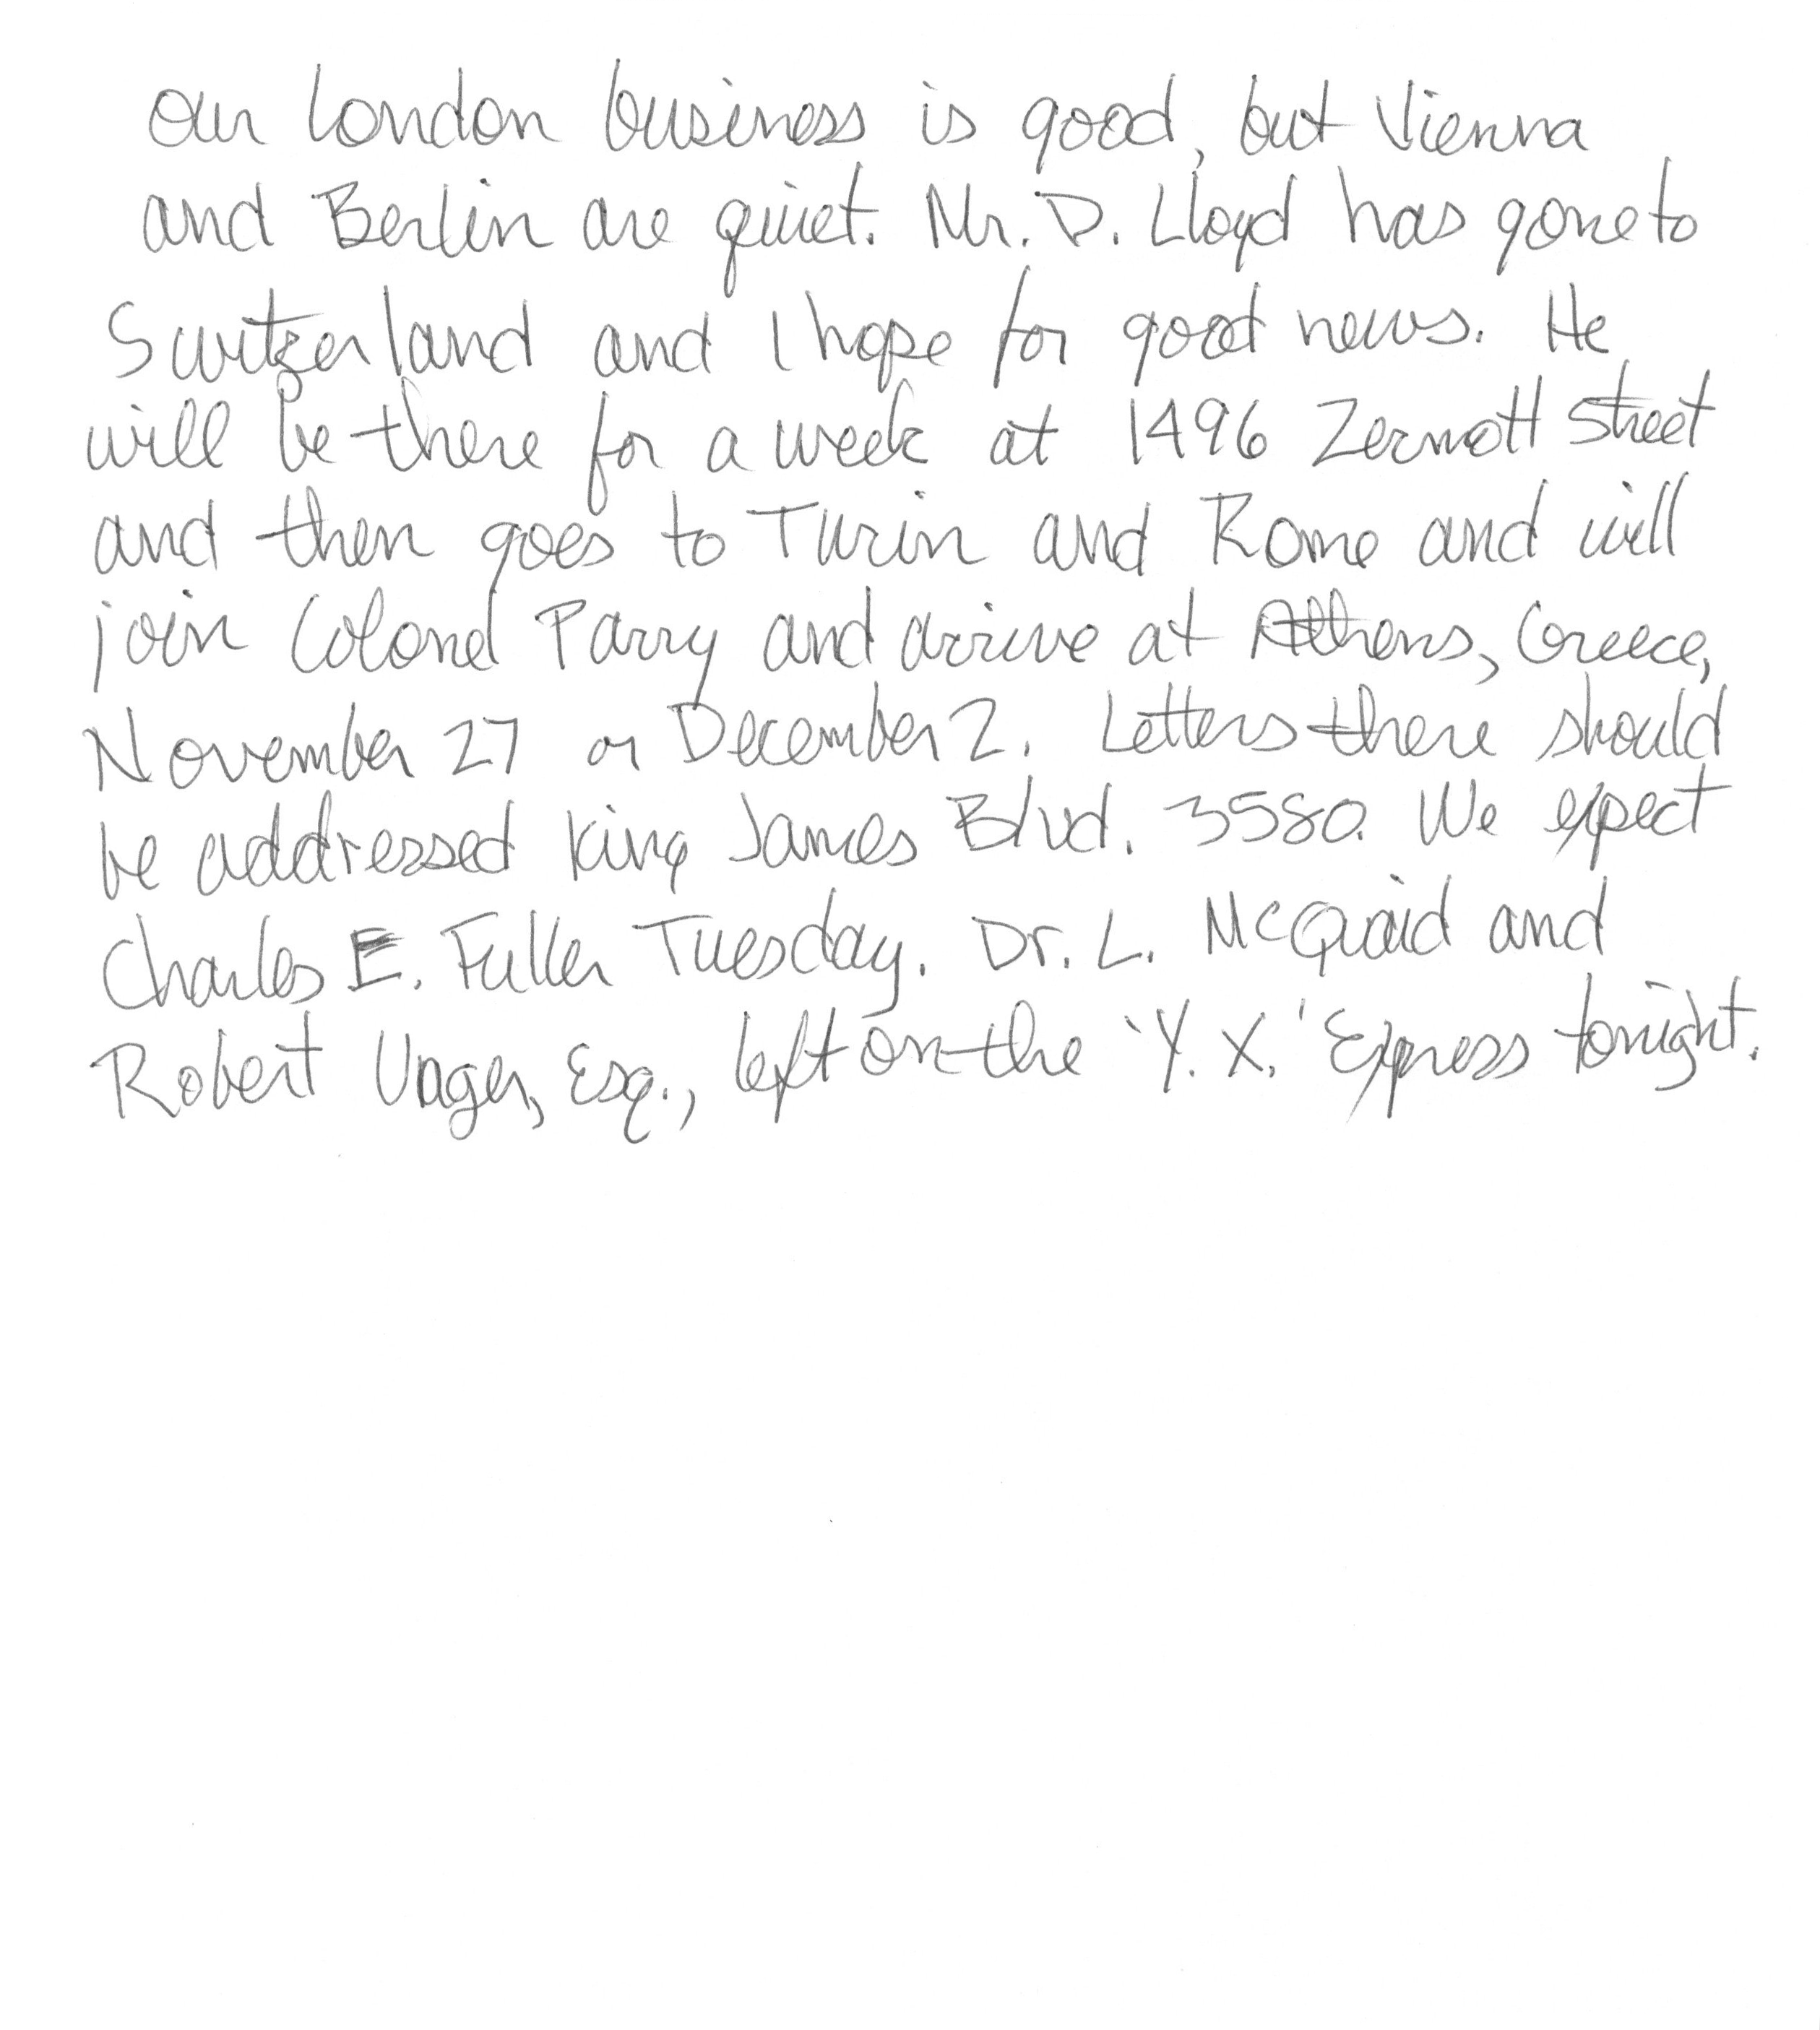 Our London business is good, but Vienna
and Berlin are quiet. Mr. D. Lloyd has gone to
Switzerland and I hope for good news. He
will be there for a week at 1496 Zermott Street
and then goes to Turin and Rome and will
join Colonel Parry and arrive at Athens, Greece,
November 27 or December 2. Letters there should
be addressed King James Blvd. 3580. We expect
Charles E. Fuller Tuesday. Dr. L. McQuaid and
Robert Unger, Esq., left on the 'Y. X.' Express tonight.